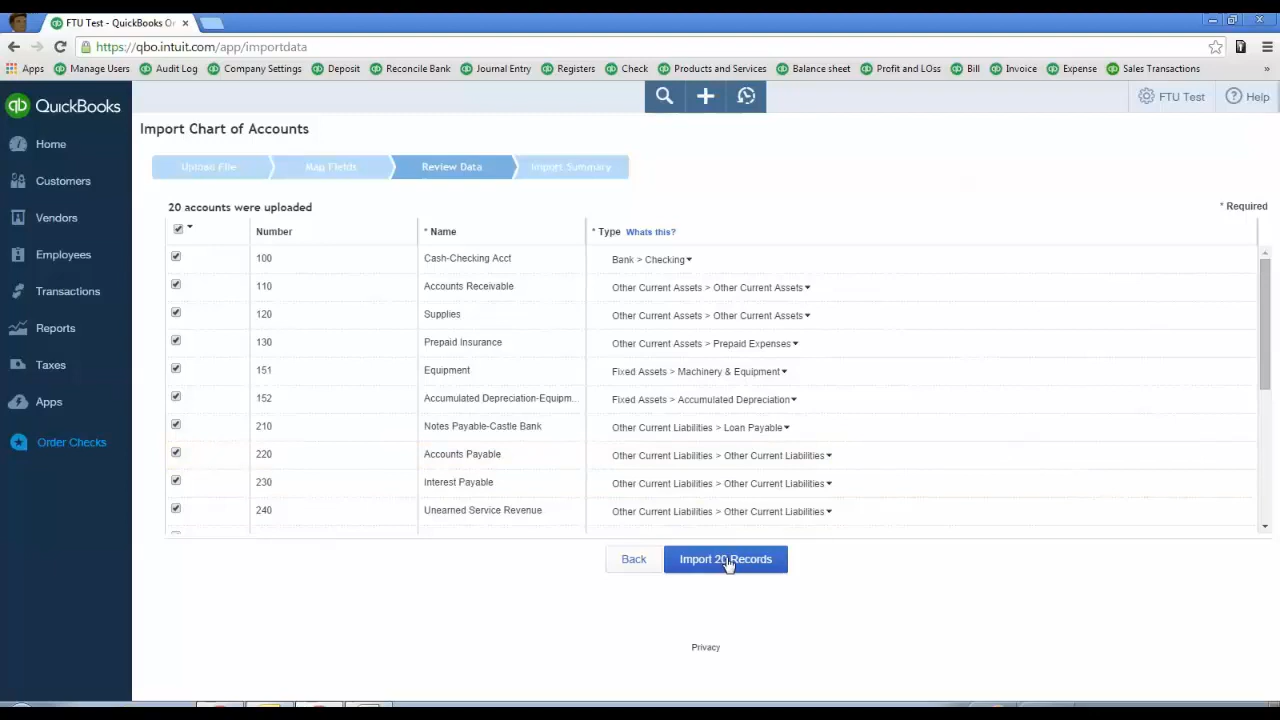 FTU Test - QuickBooks On
https://qbo.intuit.com/app/importdata
Apps Manage Users Audit Log Company Settings Deposit Reconcile Bank Journal Entry Registers Check Products and Services Balance sheet Profit and LOss Bill Invoice Expense Sales Transactions »
qb QuickBooks
FTU Test Help
Import Chart of Accounts
Home
Customers
Vendors
Employees
Transactions
Reports
Taxes
Apps
Order Checks
Upload File Map Fields Review Data Import Summary
20 accounts were uploaded * Required
Number * Name * Type Whats this?
100 Cash-Checking Acct Bank > Checking
110 Accounts Receivable Other Current Assets > Other Current Assets
120 Supplies Other Current Assets > Other Current Assets
130 Prepaid Insurance Other Current Assets > Prepaid Expenses
151 Equipment Fixed Assets > Machinery & Equipment
152 Accumulated Depreciation-Equipm... Fixed Assets > Accumulated Depreciation
210 Notes Payable-Castle Bank Other Current Liabilities > Loan Payable
220 Accounts Payable Other Current Liabilities > Other Current Liabilities
230 Interest Payable Other Current Liabilities > Other Current Liabilities
240 Unearned Service Revenue Other Current Liabilities > Other Current Liabilities
Back Import 20 Records
Privacy